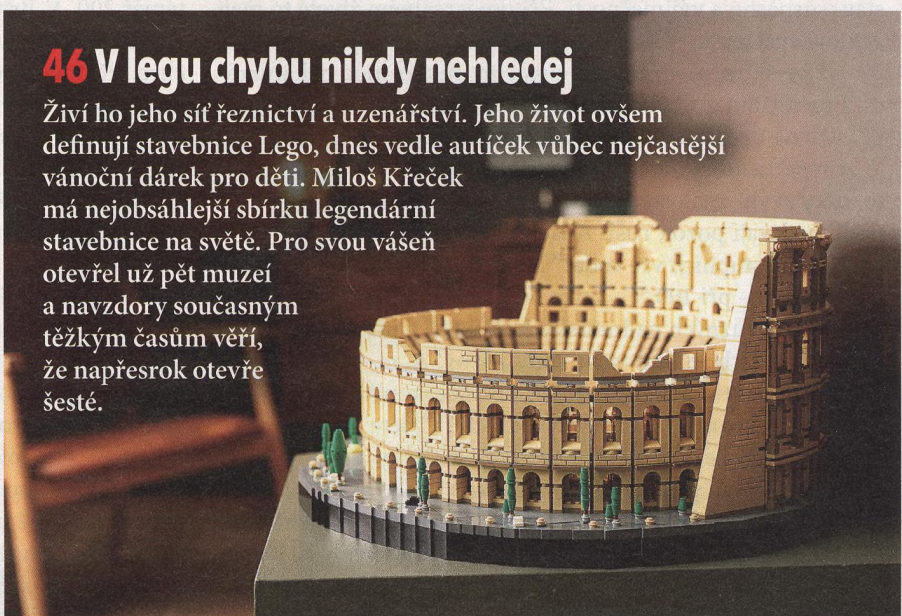 46 V legu chybu nikdy nehledej
Živí ho jeho síť řeznictví a uzenářství. Jeho život ovšem
definují stavebnice Lego, dnes vedle autíček vůbec nejčastější
vánoční dárek pro děti. Miloš Křeček
má nejobsáhlejší sbírku legendární
stavebnice na světě. Pro svou vášeň
otevřel už pět muzeí
a navzdory současným
těžkým časům věří,
že napřesrok otevře
šesté.